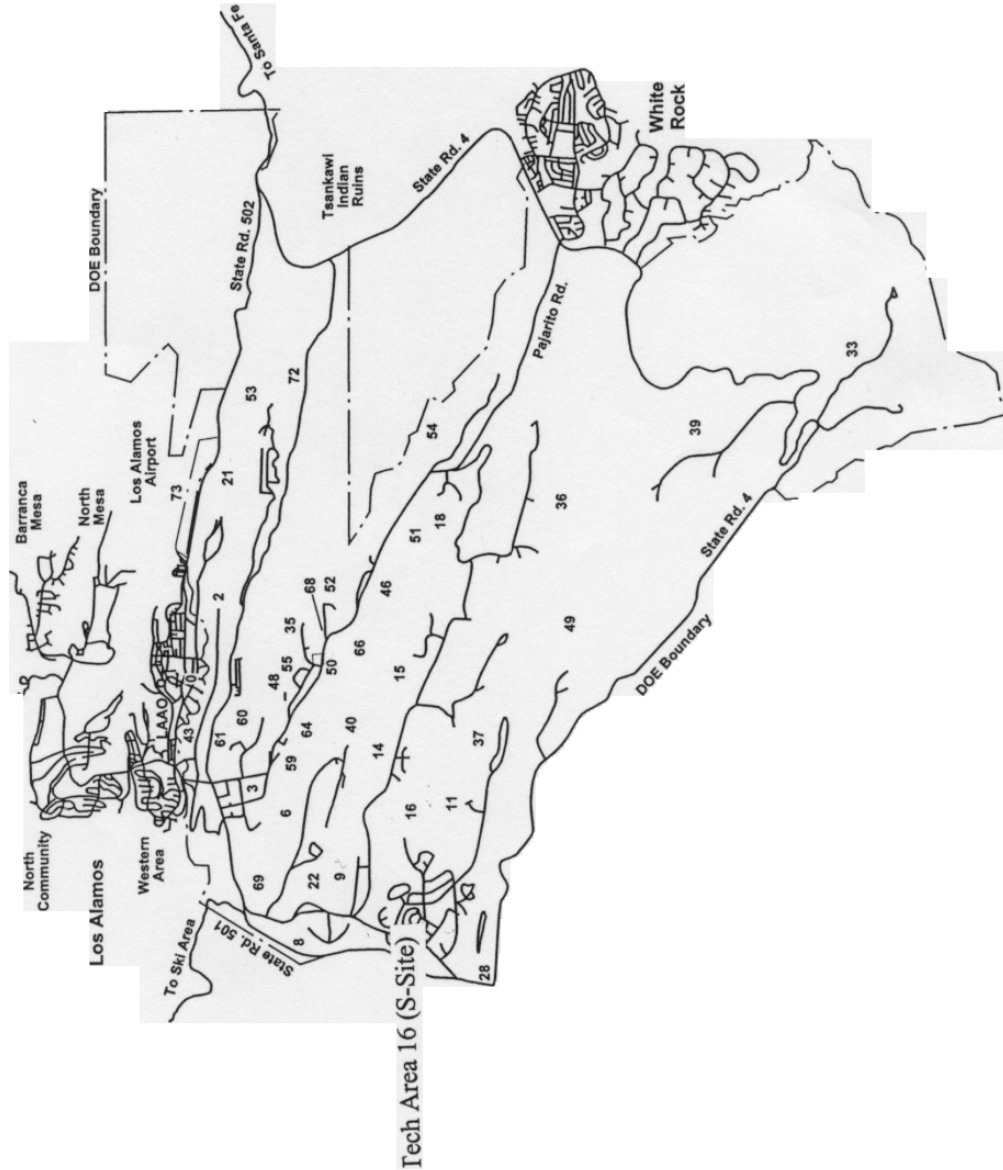 North
Community
Los Alamos
Western
Area
Barranca
Mesa
North
Mesa
Los Alamos
Airport
DOE Boundary
To Santa Fe
State Rd. 502
Tsankawi
Indian
Ruins
State Rd. 4
White
Rock
Pajarito Rd.
To Ski Area
State Rd. 501
LAAO
0
73
43
61
2
21
53
72
60
3
48
55
35
68
52
50
59
64
66
46
51
18
54
69
6
40
22
9
8
14
15
36
39
33
16
11
37
49
28
State Rd. 4
DOE Boundary
Tech Area 16 (S-Site)